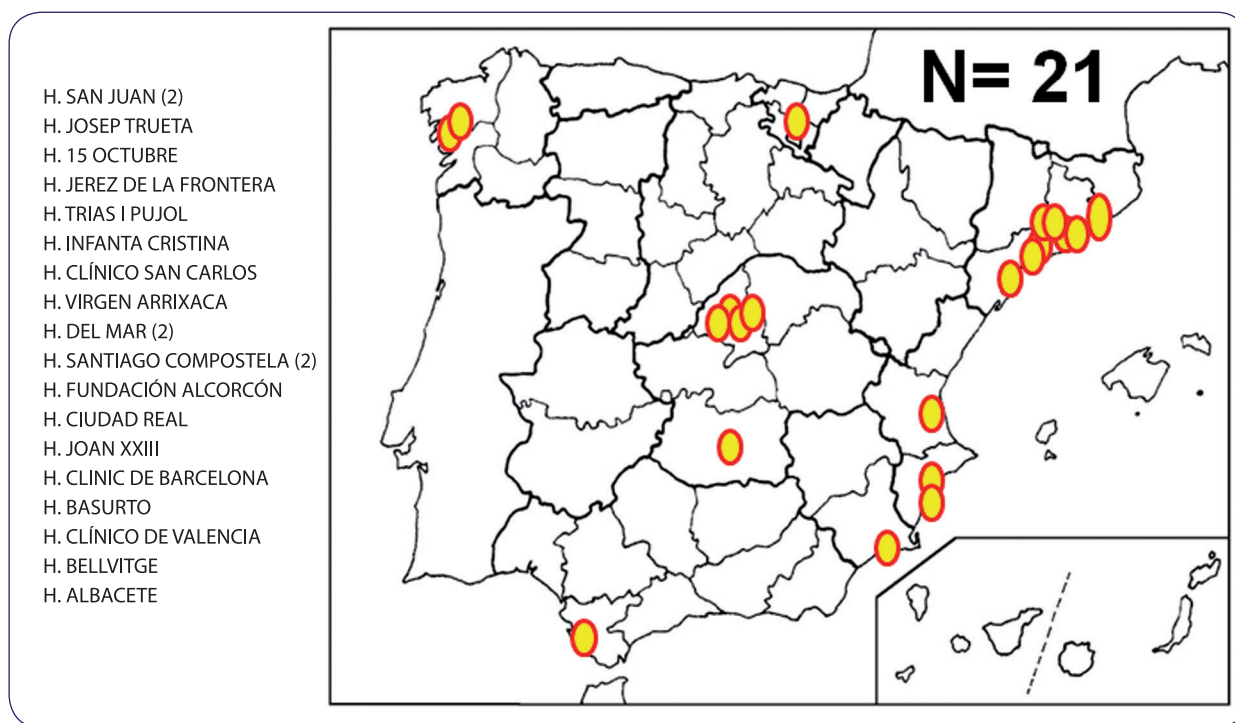 H. SAN JUAN (2)
H. JOSEP TRUETA
H. 15 OCTUBRE
H. JEREZ DE LA FRONTERA
H. TRIAS I PUJOL
H. INFANTA CRISTINA
H. CLÍNICO SAN CARLOS
H. VIRGEN ARRIXACA
H. DEL MAR (2)
H. SANTIAGO COMPOSTELA (2)
H. FUNDACIÓN ALCORCÓN
H. CIUDAD REAL
H. JOAN XXIII
H. CLINIC DE BARCELONA
H. BASURTO
H. CLÍNICO DE VALENCIA
H. BELLVITGE
H. ALBACETE
N= 21